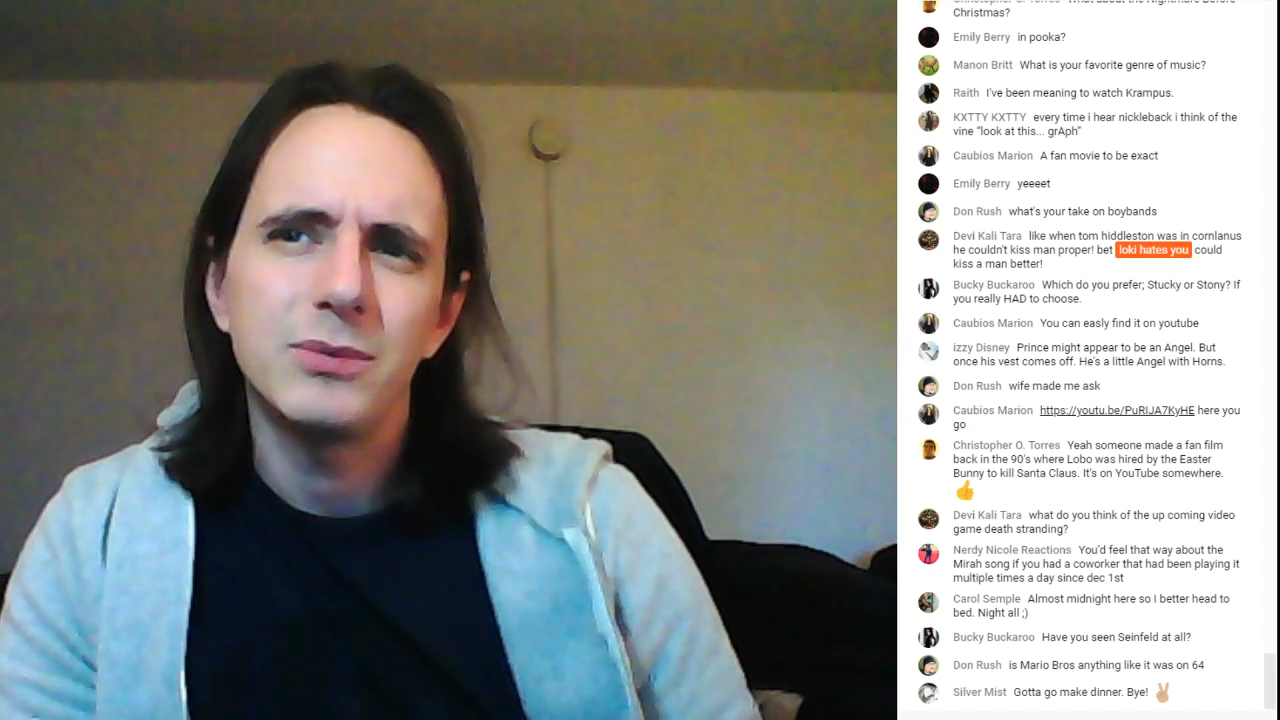 Christmas?
Emily Berry in pooka?
Manon Britt What is your favorite genre of music?
Raith I've been meaning to watch Krampus.
KXTTY KXTTY every time i hear nickleback i think of the
vine “look at this... grAph”
Caubios Marion A fan movie to be exact
Emily Berry yeeeet
Don Rush what's your take on boybands
Devi Kali Tara like when tom hiddleston was in cornlanus
he couldn't kiss man proper! bet loki hates you could
kiss a man better!
Bucky Buckaroo Which do you prefer; Stucky or Stony? If
you really HAD to choose.
Caubios Marion You can easly find it on youtube
izzy Disney Prince might appear to be an Angel. But
once his vest comes off. He's a little Angel with Horns.
Don Rush wife made me ask
Caubios Marion https://youtu.be/PuRIJA7KyHE here you
go
Christopher O. Torres Yeah someone made a fan film
back in the 90's where Lobo was hired by the Easter
Bunny to kill Santa Claus. It's on YouTube somewhere.
Devi Kali Tara what do you think of the up coming video
game death stranding?
Nerdy Nicole Reactions You'd feel that way about the
Mirah song if you had a coworker that had been playing it
multiple times a day since dec 1st
Carol Semple Almost midnight here so I better head to
bed. Night all ;)
Bucky Buckaroo Have you seen Seinfeld at all?
Don Rush is Mario Bros anything like it was on 64
Silver Mist Gotta go make dinner. Bye!